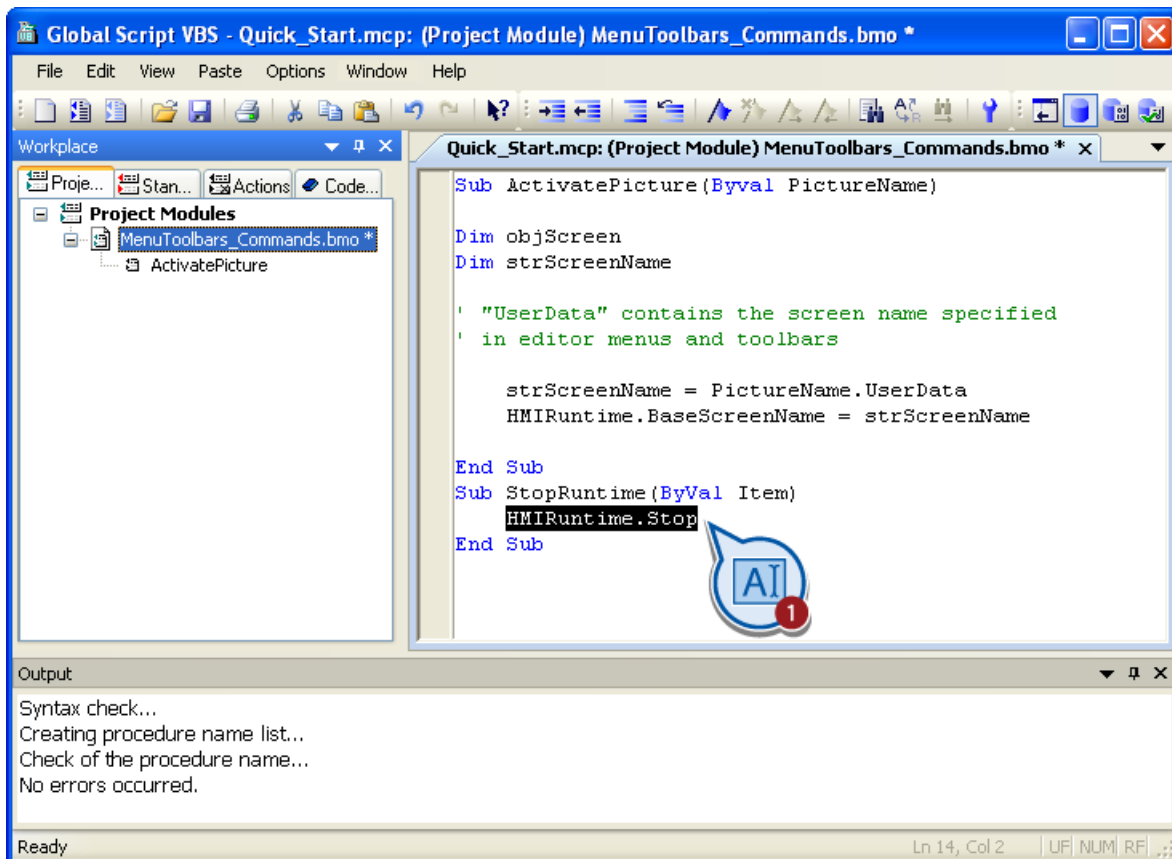 Global Script VBS - Quick_Start.mcp: (Project Module) MenuToolbars_Commands.bmo *
File Edit View Paste Options Window Help
Workplace
Quick_Start.mcp: (Project Module) MenuToolbars_Commands.bmo *
Proje... Stan... Actions Code...
Project Modules
MenuToolbars_Commands.bmo *
ActivatePicture
Sub ActivatePicture(Byval PictureName)
Dim objScreen
Dim strScreenName
' "UserData" contains the screen name specified
' in editor menus and toolbars
strScreenName = PictureName.UserData
HMIRuntime.BaseScreenName = strScreenName
End Sub
Sub StopRuntime(ByVal Item)
HMIRuntime.Stop
End Sub
AI
1
Output
Syntax check...
Creating procedure name list...
Check of the procedure name...
No errors occurred.
Ready
Ln 14, Col 2 UF NUM RF